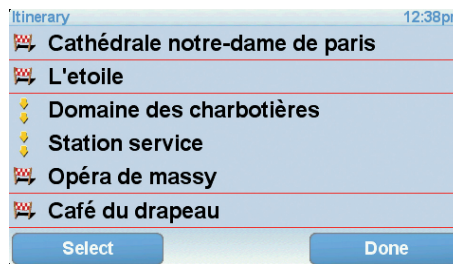 Itinerary 12:38pm
Cathédrale notre-dame de paris
L'etoile
Domaine des charbotières
Station service
Opéra de massy
Café du drapeau
Select Done